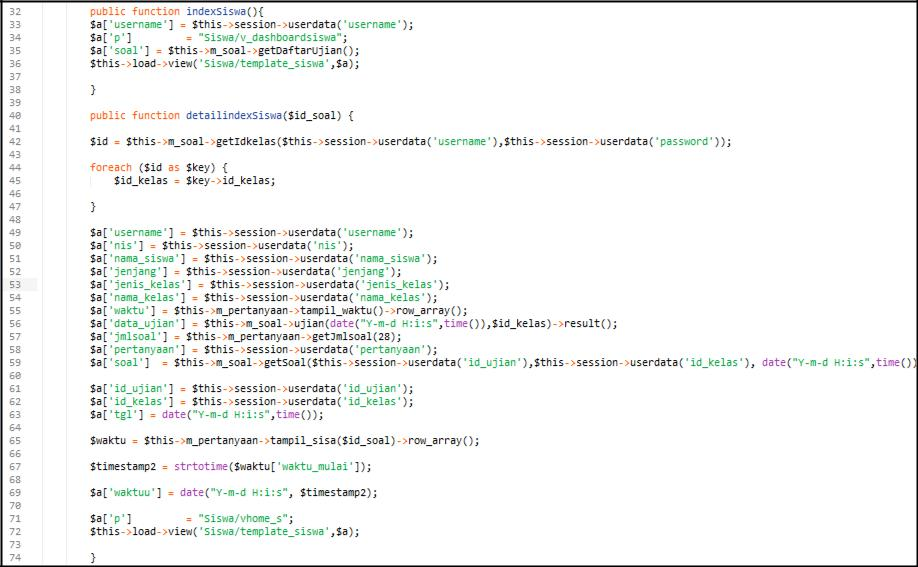 32 public function indexSiswa(){
33 $a['username'] = $this->session->userdata('username');
34 $a['p'] = "Siswa/v_dashboardsiswa";
35 $a['soal'] = $this->m_soal->getDaftarUjian();
36 $this->load->view('Siswa/template_siswa',$a);
37
38 }
39
40 public function detailindexSiswa($id_soal) {
41
42 $id = $this->m_soal->getIdkelas($this->session->userdata('username'),$this->session->userdata('password'));
43
44 foreach ($id as $key) {
45 $id_kelas = $key->id_kelas;
46
47 }
48
49 $a['username'] = $this->session->userdata('username');
50 $a['nis'] = $this->session->userdata('nis');
51 $a['nama_siswa'] = $this->session->userdata('nama_siswa');
52 $a['jenjang'] = $this->session->userdata('jenjang');
53 $a['jenis_kelas'] = $this->session->userdata('jenis_kelas');
54 $a['nama_kelas'] = $this->session->userdata('nama_kelas');
55 $a['waktu'] = $this->m_pertanyaan->tampil_waktu()->row_array();
56 $a['data_ujian'] = $this->m_soal->ujian(date("Y-m-d H:i:s",time()),$id_kelas)->result();
57 $a['jmlsoal'] = $this->m_pertanyaan->getJmlsoal(28);
58 $a['pertanyaan'] = $this->session->userdata('pertanyaan');
59 $a['soal'] = $this->m_soal->getSoal($this->session->userdata('id_ujian'),$this->session->userdata('id_kelas'), date("Y-m-d H:i:s",time())
60
61 $a['id_ujian'] = $this->session->userdata('id_ujian');
62 $a['id_kelas'] = $this->session->userdata('id_kelas');
63 $a['tgl'] = date("Y-m-d H:i:s",time());
64
65 $waktu = $this->m_pertanyaan->tampil_sisa($id_soal)->row_array();
66
67 $timestamp2 = strtotime($waktu['waktu_mulai']);
68
69 $a['waktuu'] = date("Y-m-d H:i:s", $timestamp2);
70
71 $a['p'] = "Siswa/vhome_s";
72 $this->load->view('Siswa/template_siswa',$a);
73
74 }